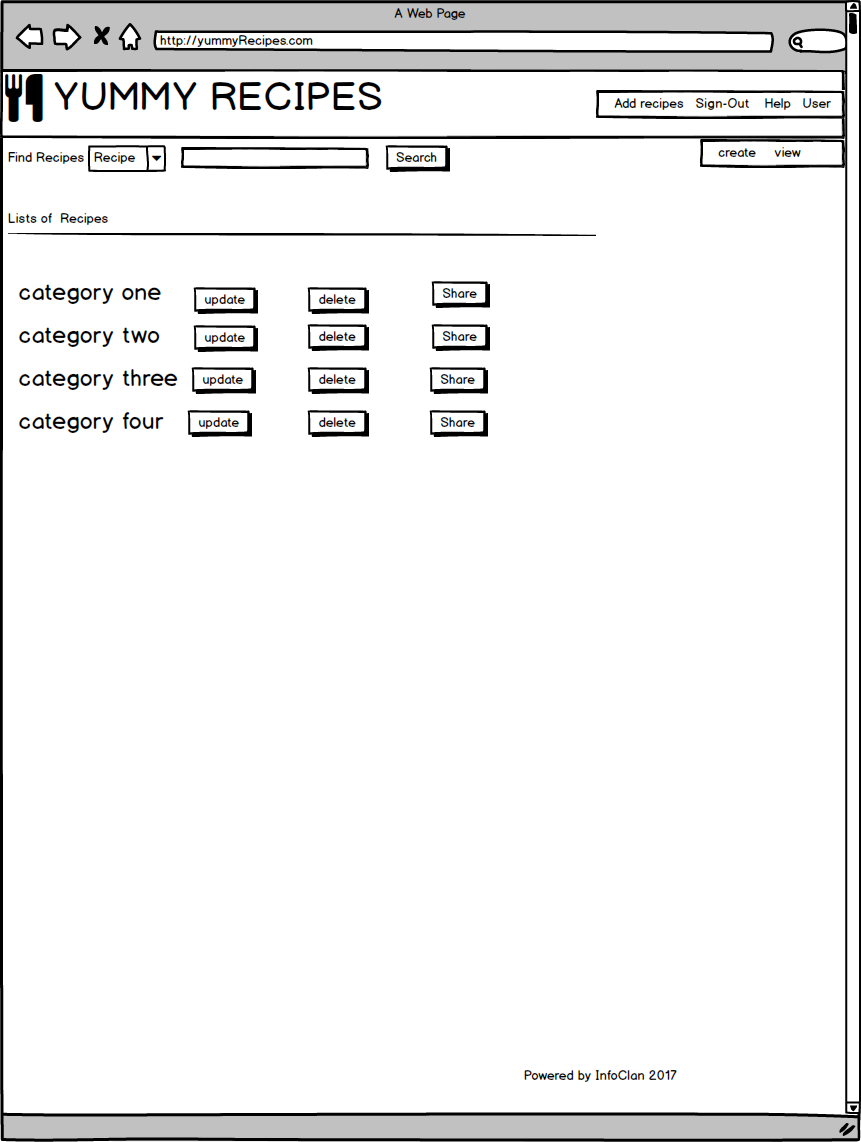 A Web Page
http://yummyRecipes.com
YUMMY RECIPES
Add recipes Sign-Out Help User
Find Recipes Recipe Search
create view
Lists of Recipes
category one update delete Share
category two update delete Share
category three update delete Share
category four update delete Share
Powered by InfoClan 2017